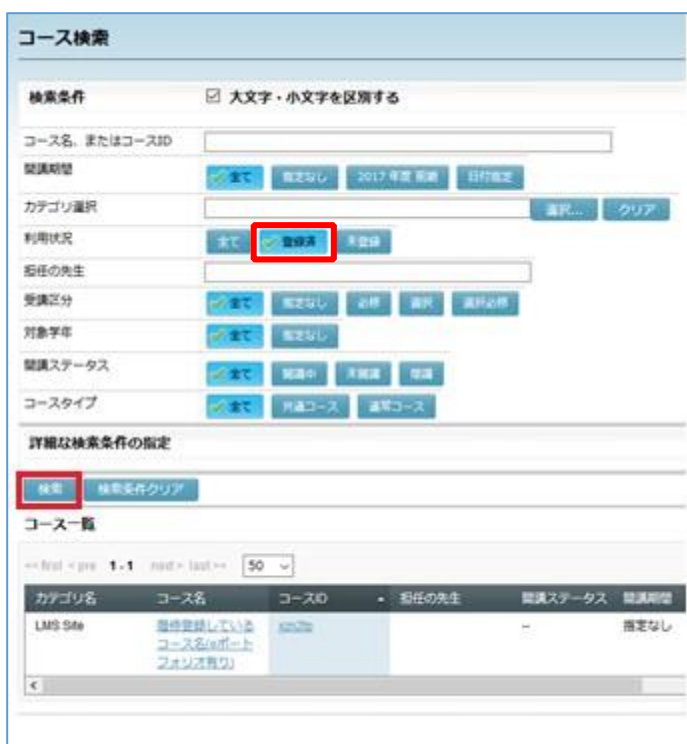 コース検索
検索条件 大文字・小文字を区別する
コース名、またはコースID
開講期間 全て 指定なし 2017 年度 前期 日付指定
カテゴリ選択 選択... クリア
利用状況 全て 登録済 未登録
担任の先生
受講区分 全て 指定なし 必修 選択 選択必修
対象学年 全て 指定なし
開講ステータス 全て 開講中 未開講 閉講
コースタイプ 全て 共通コース 通常コース
詳細な検索条件の指定
検索 検索条件クリア
コース一覧
<< first < pre 1-1 next > last >> 50
カテゴリ名 コース名 コースID 担任の先生 開講ステータス 開講期間
LMS Site 履修登録している -- 指定なし
コース名(eポート
フォリオ有り)